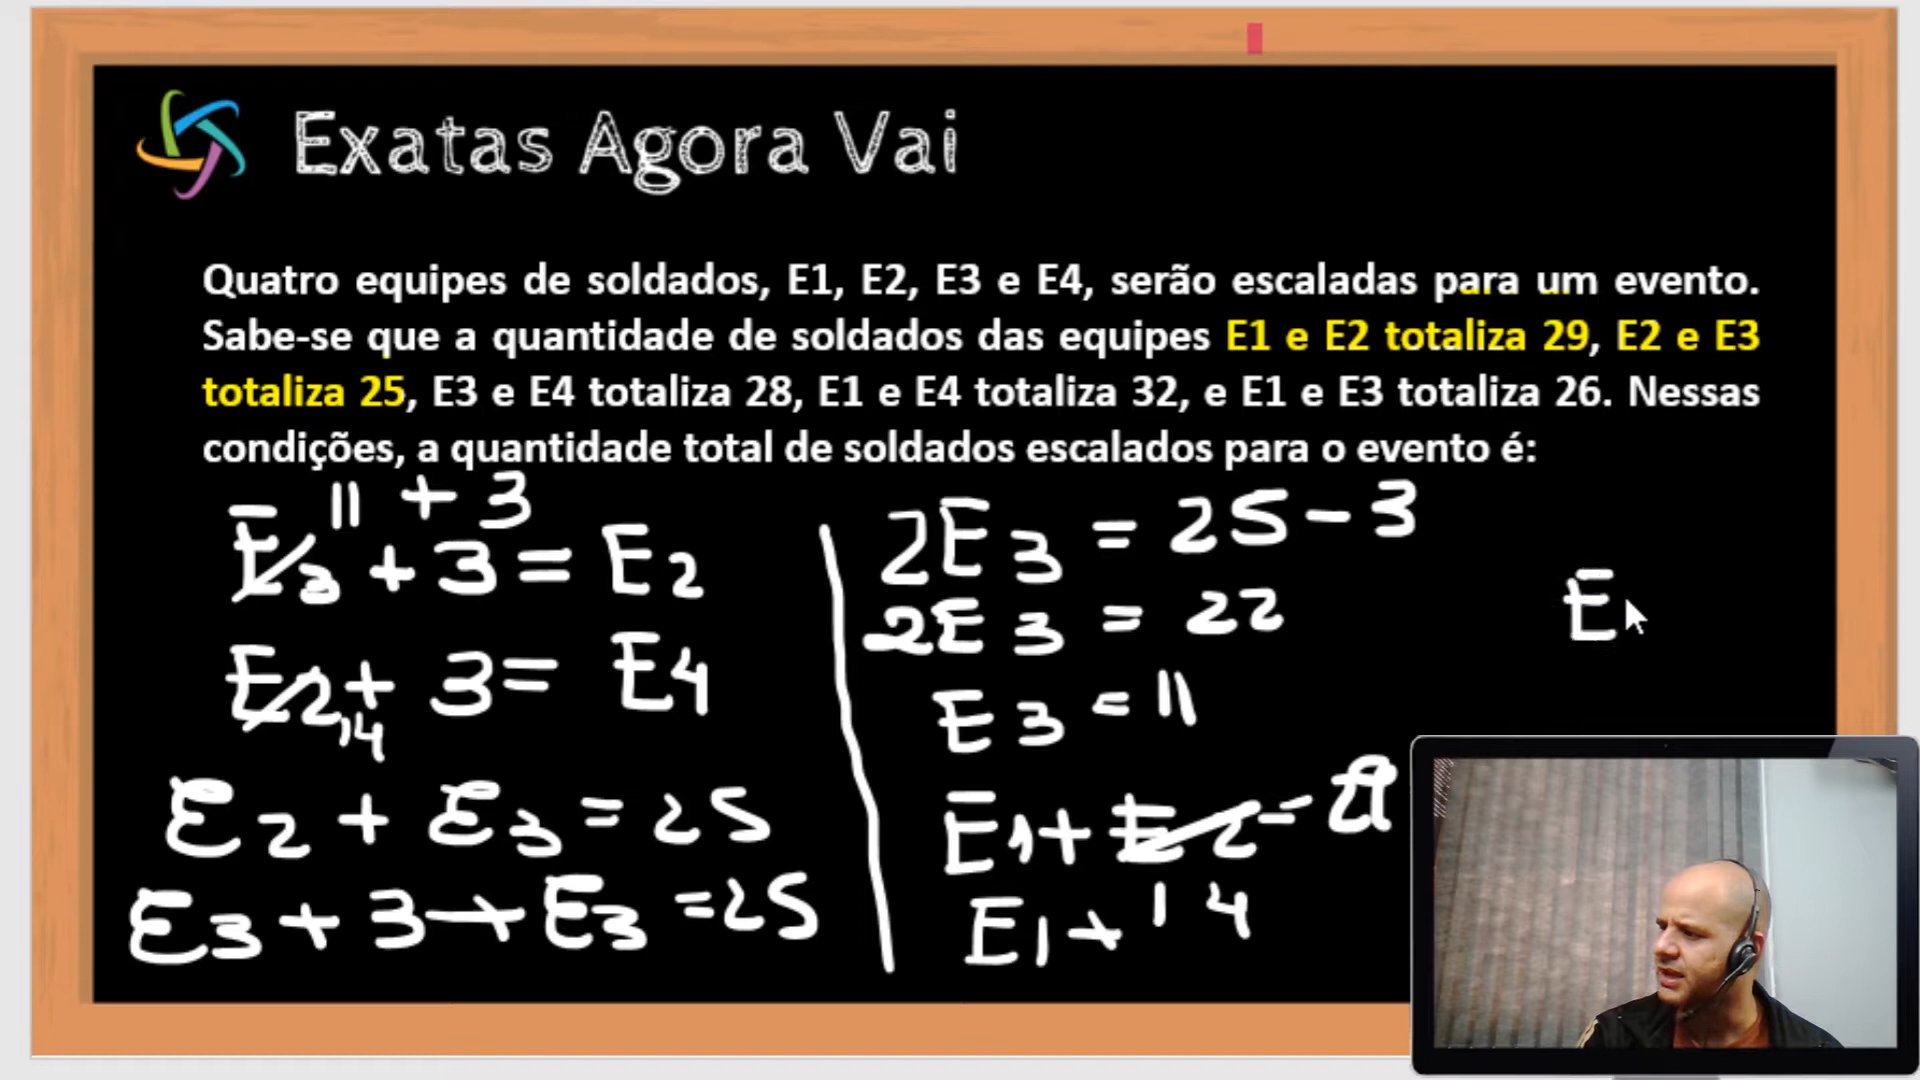 Exatas Agora Vai
Quatro equipes de soldados, E1, E2, E3 e E4, serão escaladas para um evento.
Sabe-se que a quantidade de soldados das equipes E1 e E2 totaliza 29, E2 e E3
totaliza 25, E3 e E4 totaliza 28, E1 e E4 totaliza 32, e E1 e E3 totaliza 26. Nessas
condições, a quantidade total de soldados escalados para o evento é:
11 + 3
E3 + 3 = E2
E2 + 3 = E4
14
E2 + E3 = 25
E3 + 3 + E3 = 25
2E3 = 25 - 3
2E3 = 22
E3 = 11
E1 + E2 = 29
E1 + 14
E